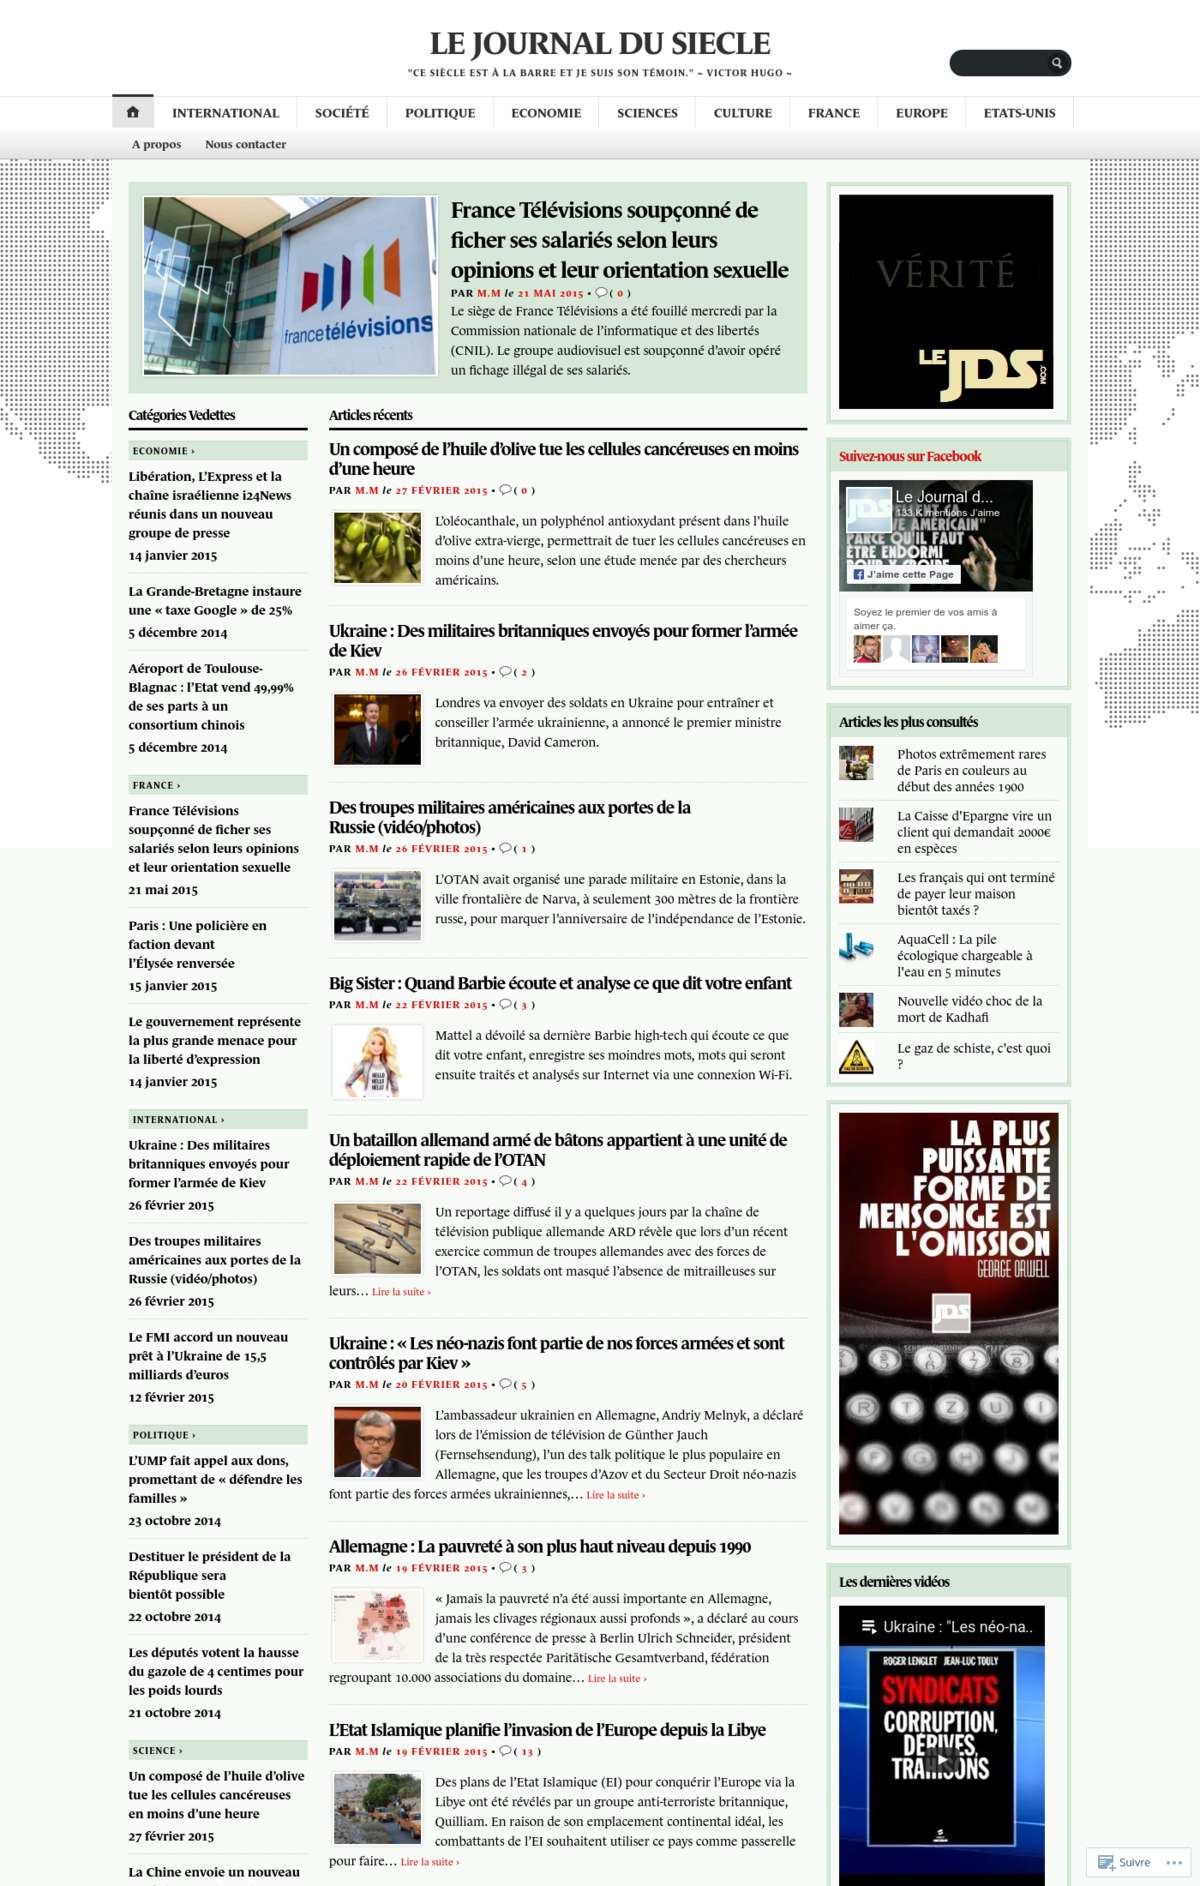 LE JOURNAL DU SIECLE
"CE SIÈCLE EST À LA BARRE ET JE SUIS SON TÉMOIN." ~ VICTOR HUGO ~
INTERNATIONAL
SOCIÉTÉ
POLITIQUE
ECONOMIE
SCIENCES
CULTURE
FRANCE
EUROPE
ETATS-UNIS
A propos
Nous contacter
francetélévisions
France Télévisions soupçonné de
ficher ses salariés selon leurs
opinions et leur orientation sexuelle
PAR M.M le 21 MAI 2015 • ( 0 )
Le siège de France Télévisions a été fouillé mercredi par la
Commission nationale de l'informatique et des libertés
(CNIL). Le groupe audiovisuel est soupçonné d'avoir opéré
un fichage illégal de ses salariés.
Catégories Vedettes
ECONOMIE ›
Libération, L'Express et la
chaîne israélienne i24News
réunis dans un nouveau
groupe de presse
14 janvier 2015
La Grande-Bretagne instaure
une « taxe Google » de 25%
5 décembre 2014
Aéroport de Toulouse-
Blagnac : l'Etat vend 49,99%
de ses parts à un
consortium chinois
5 décembre 2014
FRANCE ›
France Télévisions
soupçonné de ficher ses
salariés selon leurs opinions
et leur orientation sexuelle
21 mai 2015
Paris : Une policière en
faction devant
l'Élysée renversée
15 janvier 2015
Le gouvernement représente
la plus grande menace pour
la liberté d'expression
14 janvier 2015
INTERNATIONAL ›
Ukraine : Des militaires
britanniques envoyés pour
former l'armée de Kiev
26 février 2015
Des troupes militaires
américaines aux portes de la
Russie (vidéo/photos)
26 février 2015
Le FMI accord un nouveau
prêt à l'Ukraine de 15,5
milliards d'euros
12 février 2015
POLITIQUE ›
L'UMP fait appel aux dons,
promettant de « défendre les
familles »
23 octobre 2014
Destituer le président de la
République sera
bientôt possible
22 octobre 2014
Les députés votent la hausse
du gazole de 4 centimes pour
les poids lourds
21 octobre 2014
SCIENCE ›
Un composé de l'huile d'olive
tue les cellules cancéreuses
en moins d'une heure
27 février 2015
La Chine envoie un nouveau
Articles récents
Un composé de l'huile d'olive tue les cellules cancéreuses en moins
d'une heure
PAR M.M le 27 FÉVRIER 2015 • ( 0 )
L'oléocanthale, un polyphénol antioxydant présent dans l'huile
d'olive extra-vierge, permettrait de tuer les cellules cancéreuses en
moins d'une heure, selon une étude menée par des chercheurs
américains.
Ukraine : Des militaires britanniques envoyés pour former l'armée
de Kiev
PAR M.M le 26 FÉVRIER 2015 • ( 2 )
Londres va envoyer des soldats en Ukraine pour entraîner et
conseiller l'armée ukrainienne, a annoncé le premier ministre
britannique, David Cameron.
Des troupes militaires américaines aux portes de la
Russie (vidéo/photos)
PAR M.M le 26 FÉVRIER 2015 • ( 1 )
L'OTAN avait organisé une parade militaire en Estonie, dans la
ville frontalière de Narva, à seulement 300 mètres de la frontière
russe, pour marquer l'anniversaire de l'indépendance de l'Estonie.
Big Sister : Quand Barbie écoute et analyse ce que dit votre enfant
PAR M.M le 22 FÉVRIER 2015 • ( 3 )
Mattel a dévoilé sa dernière Barbie high-tech qui écoute ce que
dit votre enfant, enregistre ses moindres mots, mots qui seront
ensuite traités et analysés sur Internet via une connexion Wi-Fi.
Un bataillon allemand armé de bâtons appartient à une unité de
déploiement rapide de l'OTAN
PAR M.M le 22 FÉVRIER 2015 • ( 4 )
Un reportage diffusé il y a quelques jours par la chaîne de
télévision publique allemande ARD révèle que lors d'un récent
exercice commun de troupes allemandes avec des forces de
l'OTAN, les soldats ont masqué l'absence de mitrailleuses sur
leurs… Lire la suite ›
Ukraine : « Les néo-nazis font partie de nos forces armées et sont
contrôlés par Kiev »
PAR M.M le 20 FÉVRIER 2015 • ( 5 )
L'ambassadeur ukrainien en Allemagne, Andriy Melnyk, a déclaré
lors de l'émission de télévision de Günther Jauch
(Fernsehsendung), l'un des talk politique le plus populaire en
Allemagne, que les troupes d'Azov et du Secteur Droit néo-nazis
font partie des forces armées ukrainiennes,… Lire la suite ›
Allemagne : La pauvreté à son plus haut niveau depuis 1990
PAR M.M le 19 FÉVRIER 2015 • ( 3 )
« Jamais la pauvreté n'a été aussi importante en Allemagne,
jamais les clivages régionaux aussi profonds », a déclaré au cours
d'une conférence de presse à Berlin Ulrich Schneider, président
de la très respectée Paritätische Gesamtverband, fédération
regroupant 10.000 associations du domaine… Lire la suite ›
L'Etat Islamique planifie l'invasion de l'Europe depuis la Libye
PAR M.M le 19 FÉVRIER 2015 • ( 13 )
Des plans de l'Etat Islamique (EI) pour conquérir l'Europe via la
Libye ont été révélés par un groupe anti-terroriste britannique,
Quilliam. En raison de son emplacement continental idéal, les
combattants de l'EI souhaitent utiliser ce pays comme passerelle
pour faire… Lire la suite ›
VÉRITÉ
LE JDS .COM
Suivez-nous sur Facebook
Le Journal d...
133 K mentions J'aime
J'aime cette Page
Soyez le premier de vos amis à
aimer ça.
Articles les plus consultés
Photos extrêmement rares
de Paris en couleurs au
début des années 1900
La Caisse d'Epargne vire un
client qui demandait 2000€
en espèces
Les français qui ont terminé
de payer leur maison
bientôt taxés ?
AquaCell : La pile
écologique chargeable à
l'eau en 5 minutes
Nouvelle vidéo choc de la
mort de Kadhafi
Le gaz de schiste, c'est quoi
?
LA PLUS
PUISSANTE
FORME DE
MENSONGE EST
L'OMISSION
GEORGE ORWELL
JDS
R T Z U I
F G H J
C V B N M
Les dernières vidéos
Ukraine : "Les néo-na..
ROGER LENGLET JEAN-LUC TOULY
SYNDICATS
CORRUPTION,
DÉRIVES,
TRAHISONS
Suivre